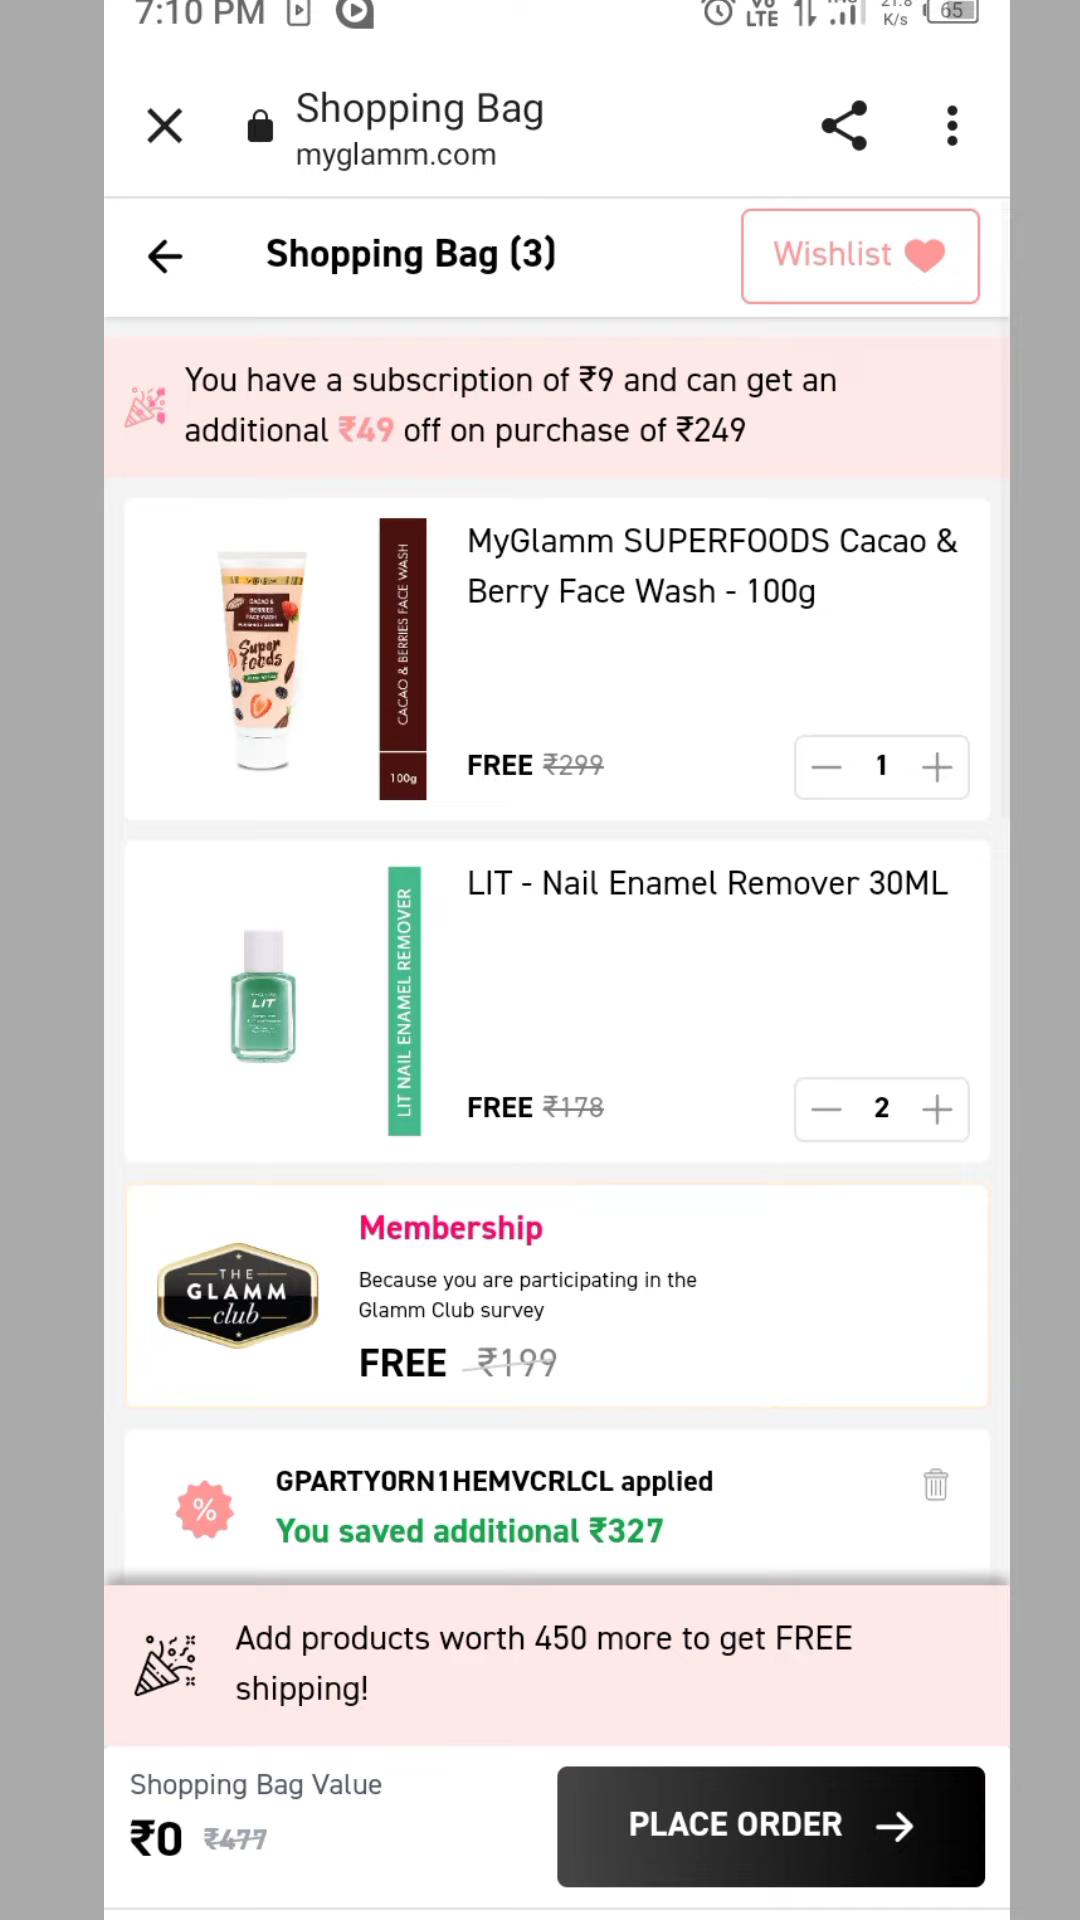 7:10 PM
LTE K/s 65
Shopping Bag
myglamm.com
Shopping Bag (3)
Wishlist
You have a subscription of ₹9 and can get an
additional ₹49 off on purchase of ₹249
MyGlamm SUPERFOODS Cacao &
Berry Face Wash - 100g
CACAO &
BERRIES
FACE WASH
Super
Foods
CACAO & BERRIES FACE WASH
100g
FREE ₹299
1
LIT - Nail Enamel Remover 30ML
LIT
LIT NAIL ENAMEL REMOVER
FREE ₹178
2
THE
GLAMM
club
Membership
Because you are participating in the
Glamm Club survey
FREE ₹199
%
GPARTY0RN1HEMVCRLCL applied
You saved additional ₹327
Add products worth 450 more to get FREE
shipping!
Shopping Bag Value
₹0 ₹477
PLACE ORDER